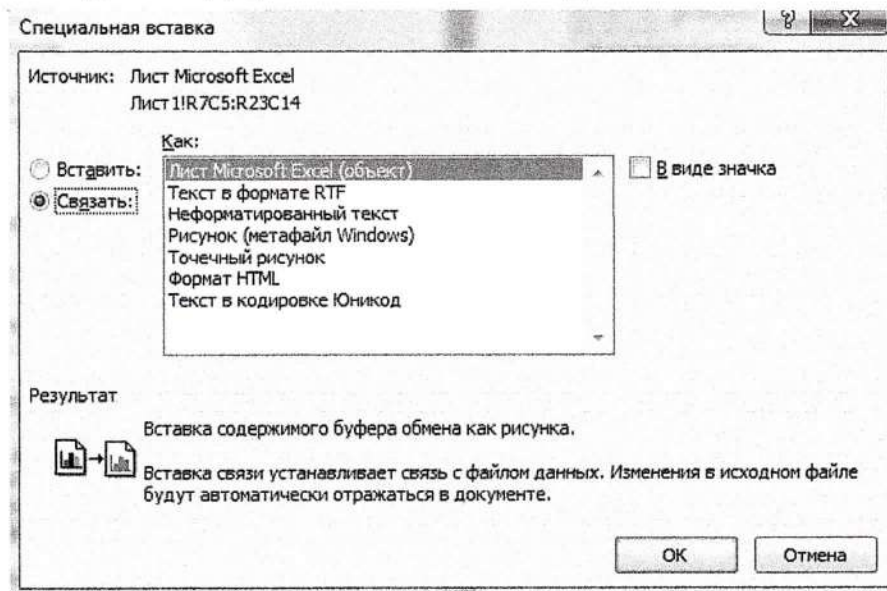 Специальная вставка
Источник: Лист Microsoft Excel
Лист1!R7C5:R23C14
Как:
Вставить:
Связать:
Лист Microsoft Excel (объект)
Текст в формате RTF
Неформатированный текст
Рисунок (метафайл Windows)
Точечный рисунок
Формат HTML
Текст в кодировке Юникод
В виде значка
Результат
Вставка содержимого буфера обмена как рисунка.
Вставка связи устанавливает связь с файлом данных. Изменения в исходном файле
будут автоматически отражаться в документе.
ОК
Отмена